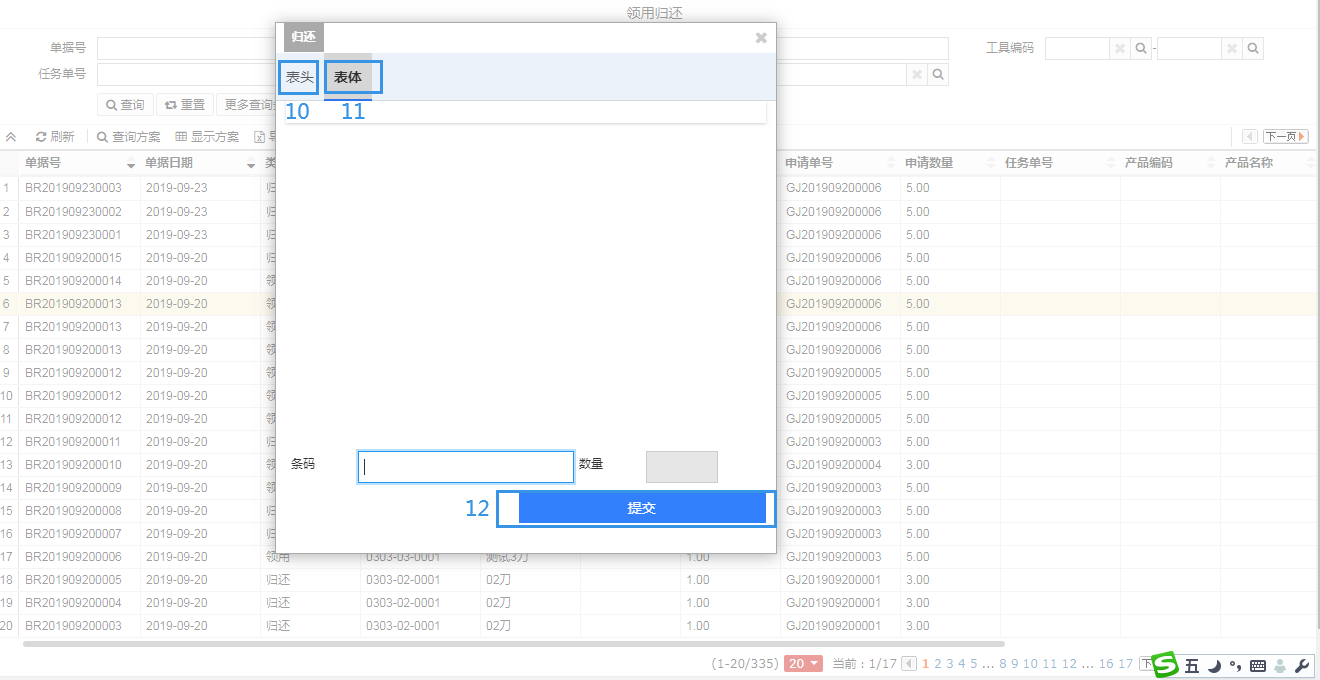 领用归还
归还
单据号 工具编码 -
任务单号
查询 重置 更多查询
表头 表体
10 11
刷新 查询方案 显示方案 下一页
单据号 单据日期 类 申请单号 申请数量 任务单号 产品编码 产品名称
1 BR201909230003 2019-09-23 归 GJ201909200006 5.00
2 BR201909230002 2019-09-23 归 GJ201909200006 5.00
3 BR201909230001 2019-09-23 归 GJ201909200006 5.00
4 BR201909200015 2019-09-20 归 GJ201909200006 5.00
5 BR201909200014 2019-09-20 领 GJ201909200006 5.00
6 BR201909200013 2019-09-20 领 GJ201909200006 5.00
7 BR201909200013 2019-09-20 领 GJ201909200006 5.00
8 BR201909200013 2019-09-20 领 GJ201909200006 5.00
9 BR201909200012 2019-09-20 领 GJ201909200005 5.00
10 BR201909200012 2019-09-20 领 GJ201909200005 5.00
11 BR201909200012 2019-09-20 领 GJ201909200005 5.00
12 BR201909200011 2019-09-20 归 GJ201909200003 5.00
13 BR201909200010 2019-09-20 领 GJ201909200004 3.00
14 BR201909200009 2019-09-20 领 GJ201909200003 5.00
15 BR201909200008 2019-09-20 归 GJ201909200003 5.00
16 BR201909200007 2019-09-20 归 GJ201909200003 5.00
17 BR201909200006 2019-09-20 领用 0303-03-0001 测试3刀 1.00 GJ201909200003 5.00
18 BR201909200005 2019-09-20 归还 0303-02-0001 02刀 1.00 GJ201909200001 3.00
19 BR201909200004 2019-09-20 归还 0303-02-0001 02刀 1.00 GJ201909200001 3.00
20 BR201909200003 2019-09-20 归还 0303-02-0001 02刀 1.00 GJ201909200001 3.00
条码 数量
12 提交
(1-20/335) 20 当前：1/17 1 2 3 4 5 ... 8 9 10 11 12 ... 16 17 下
S 五